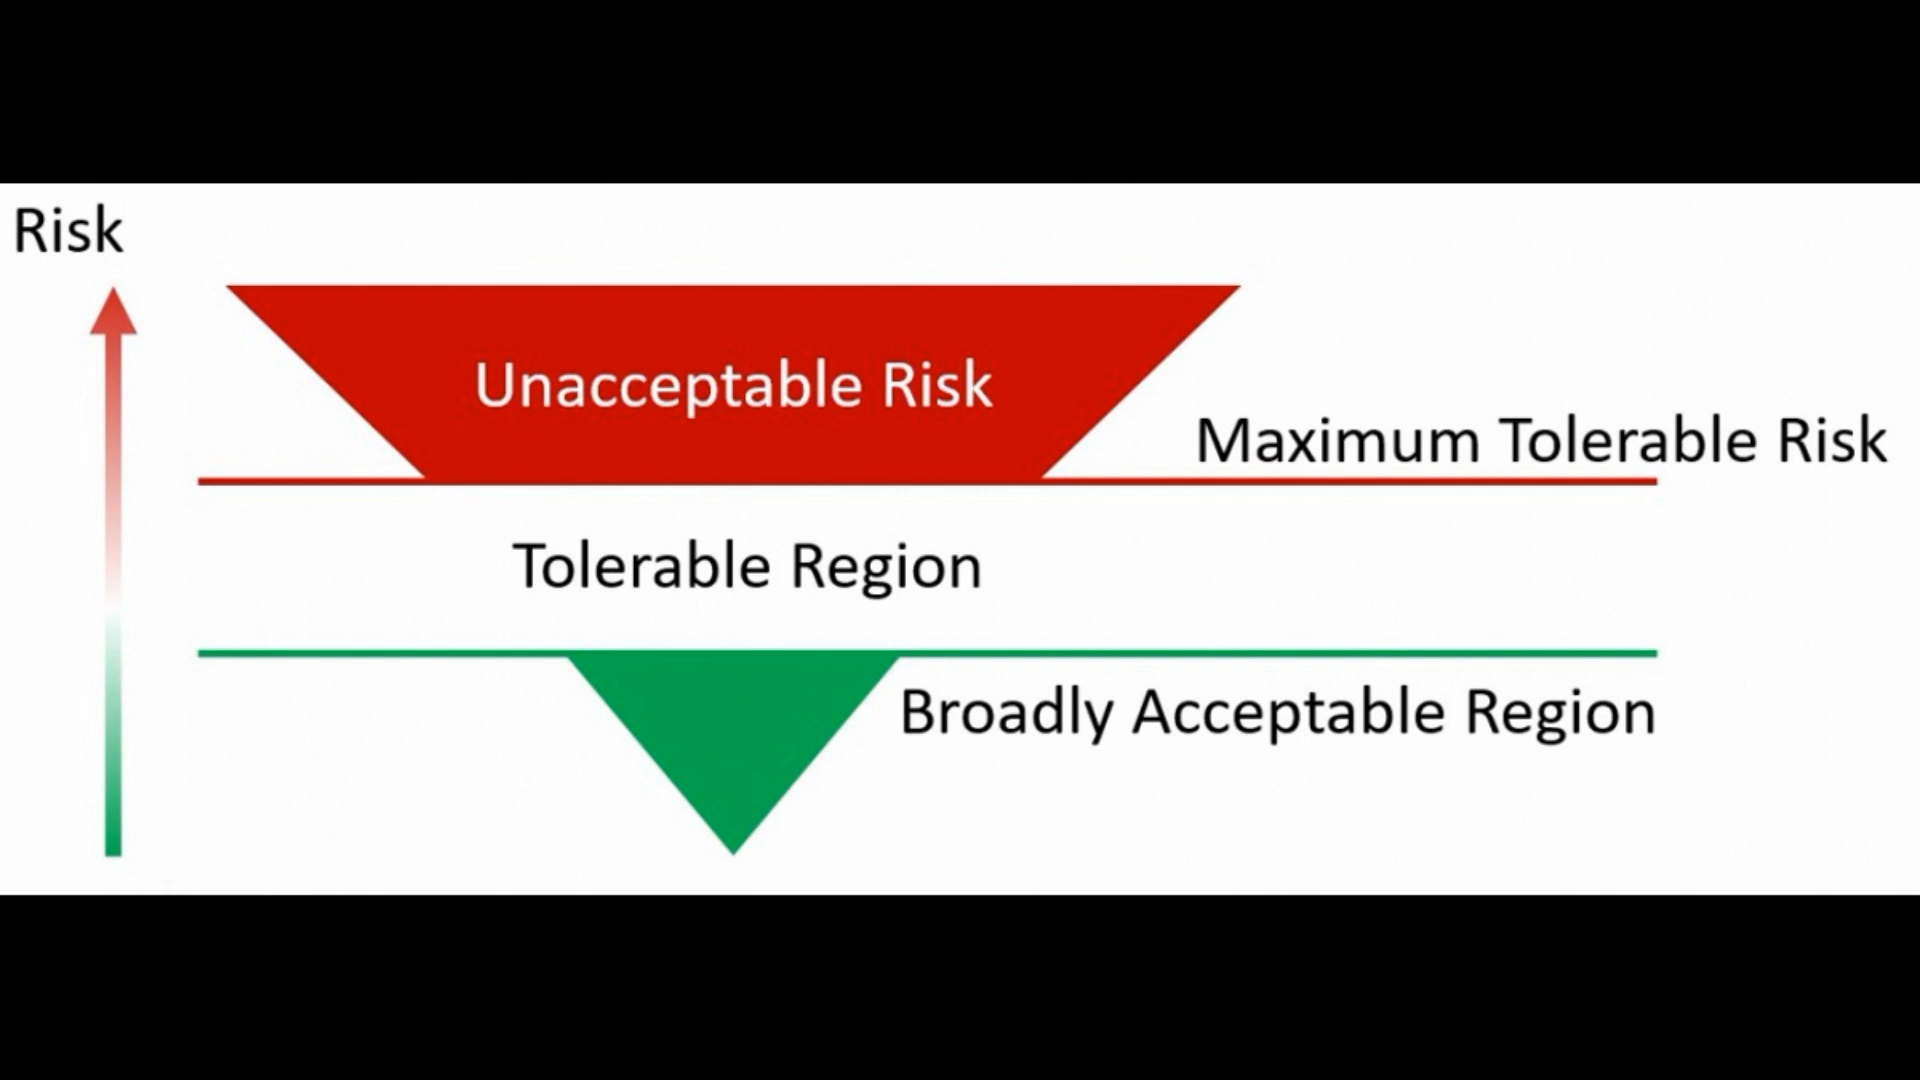 Risk
Unacceptable Risk
Maximum Tolerable Risk
Tolerable Region
Broadly Acceptable Region